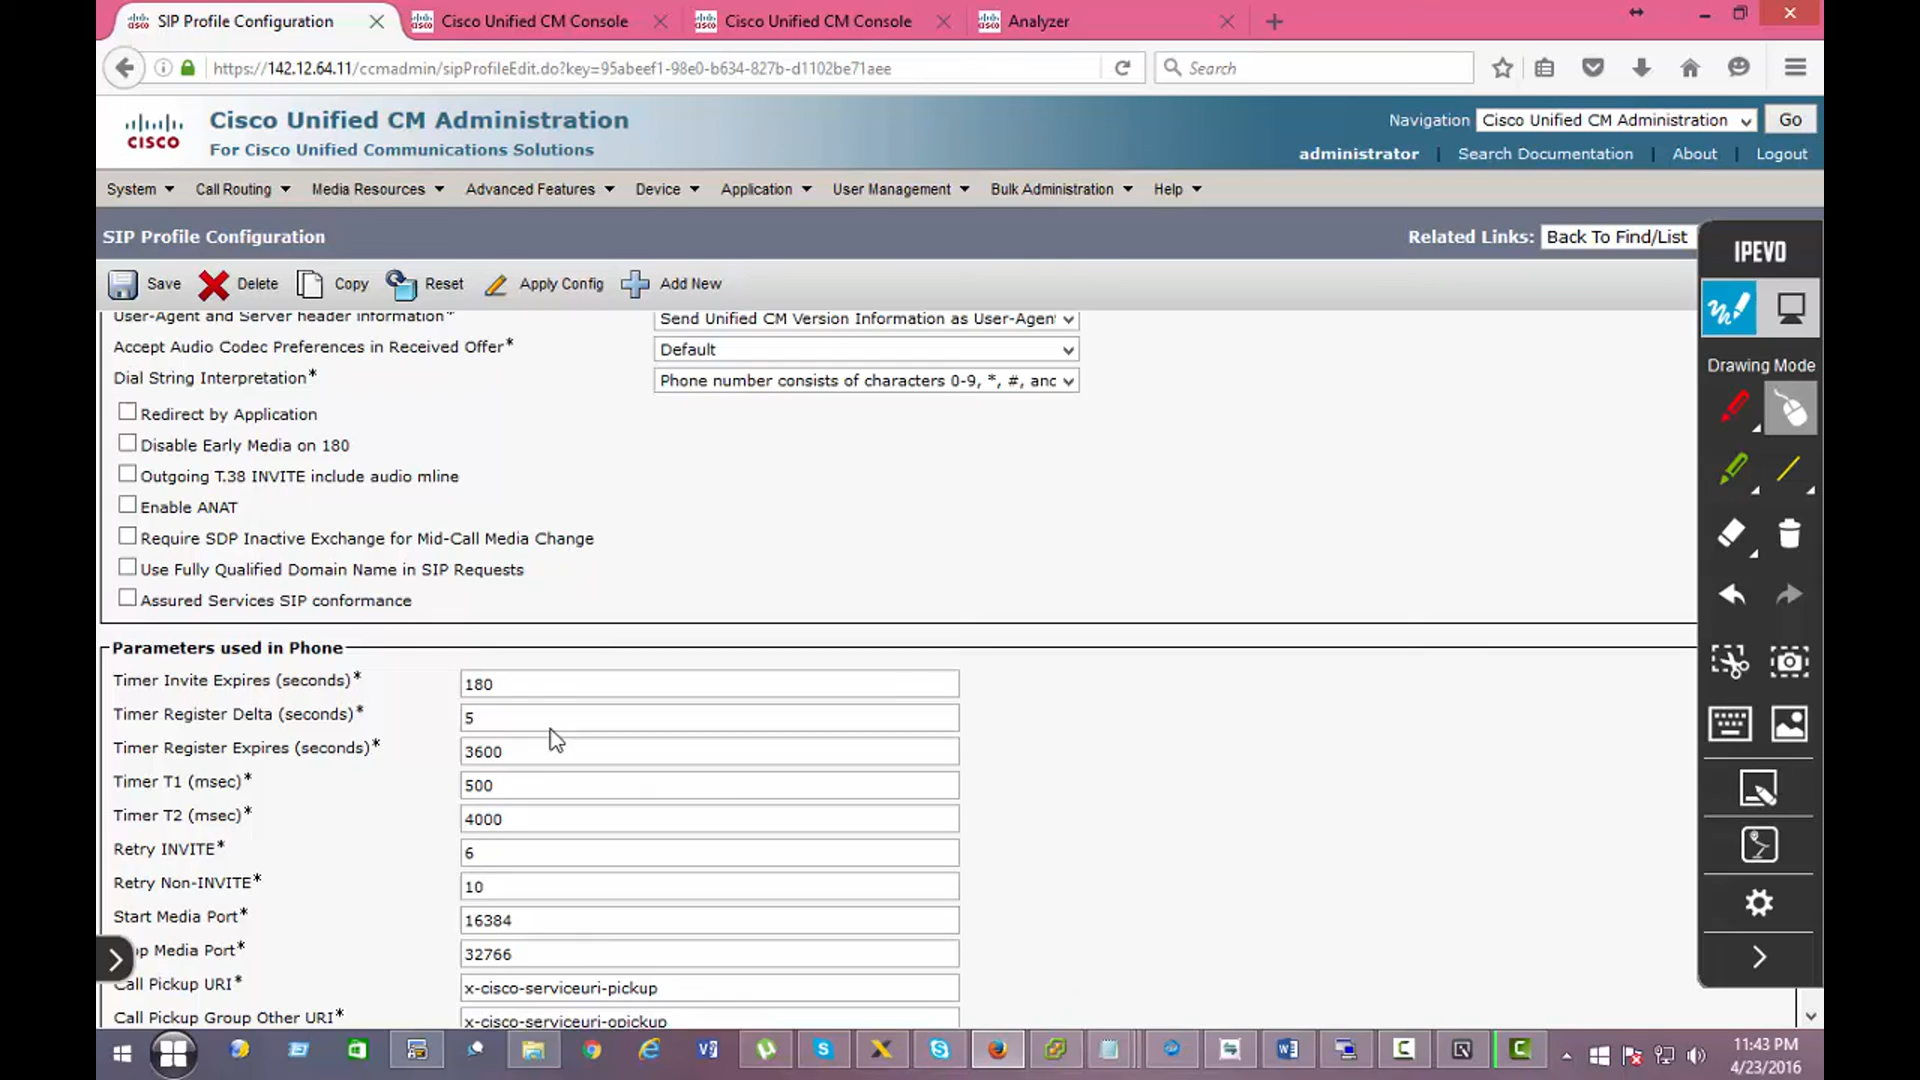 SIP Profile Configuration
Cisco Unified CM Console
Cisco Unified CM Console
Analyzer
https://142.12.64.11/ccmadmin/sipProfileEdit.do?key=95abeef1-98e0-b634-827b-d1102be71aee
Search
CISCO
Cisco Unified CM Administration
For Cisco Unified Communications Solutions
Navigation Cisco Unified CM Administration Go
administrator | Search Documentation | About | Logout
System Call Routing Media Resources Advanced Features Device Application User Management Bulk Administration Help
SIP Profile Configuration
Related Links: Back To Find/List
Save Delete Copy Reset Apply Config Add New
User-Agent and Server header information* Send Unified CM Version Information as User-Agen
Accept Audio Codec Preferences in Received Offer* Default
Dial String Interpretation* Phone number consists of characters 0-9, *, #, and
Redirect by Application
Disable Early Media on 180
Outgoing T.38 INVITE include audio mline
Enable ANAT
Require SDP Inactive Exchange for Mid-Call Media Change
Use Fully Qualified Domain Name in SIP Requests
Assured Services SIP conformance
Parameters used in Phone
Timer Invite Expires (seconds)* 180
Timer Register Delta (seconds)* 5
Timer Register Expires (seconds)* 3600
Timer T1 (msec)* 500
Timer T2 (msec)* 4000
Retry INVITE* 6
Retry Non-INVITE* 10
Start Media Port* 16384
op Media Port* 32766
Call Pickup URI* x-cisco-serviceuri-pickup
Call Pickup Group Other URI* x-cisco-serviceuri-opickup
IPEVO
Drawing Mode
11:43 PM
4/23/2016